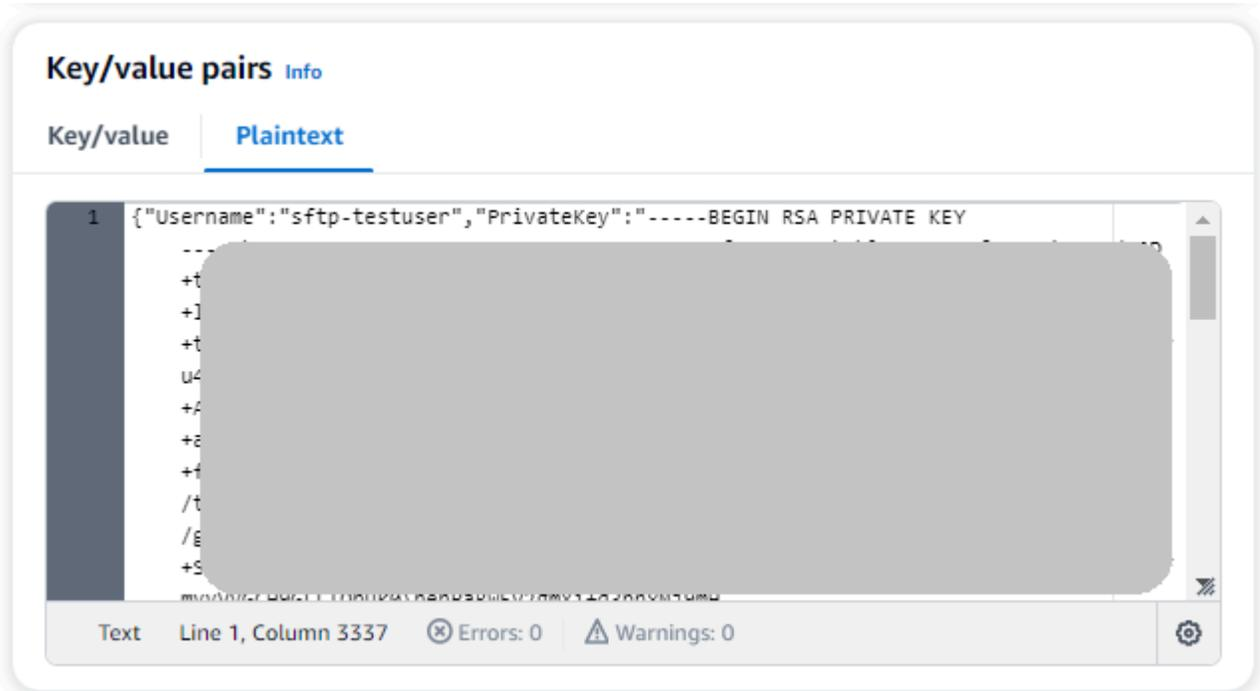 Key/value pairs Info
Key/value Plaintext
1 {"Username":"sftp-testuser","PrivateKey":"-----BEGIN RSA PRIVATE KEY
+t
+I
+t
u4
+A
+a
+f
/t
/g
+S
Text Line 1, Column 3337 Errors: 0 Warnings: 0